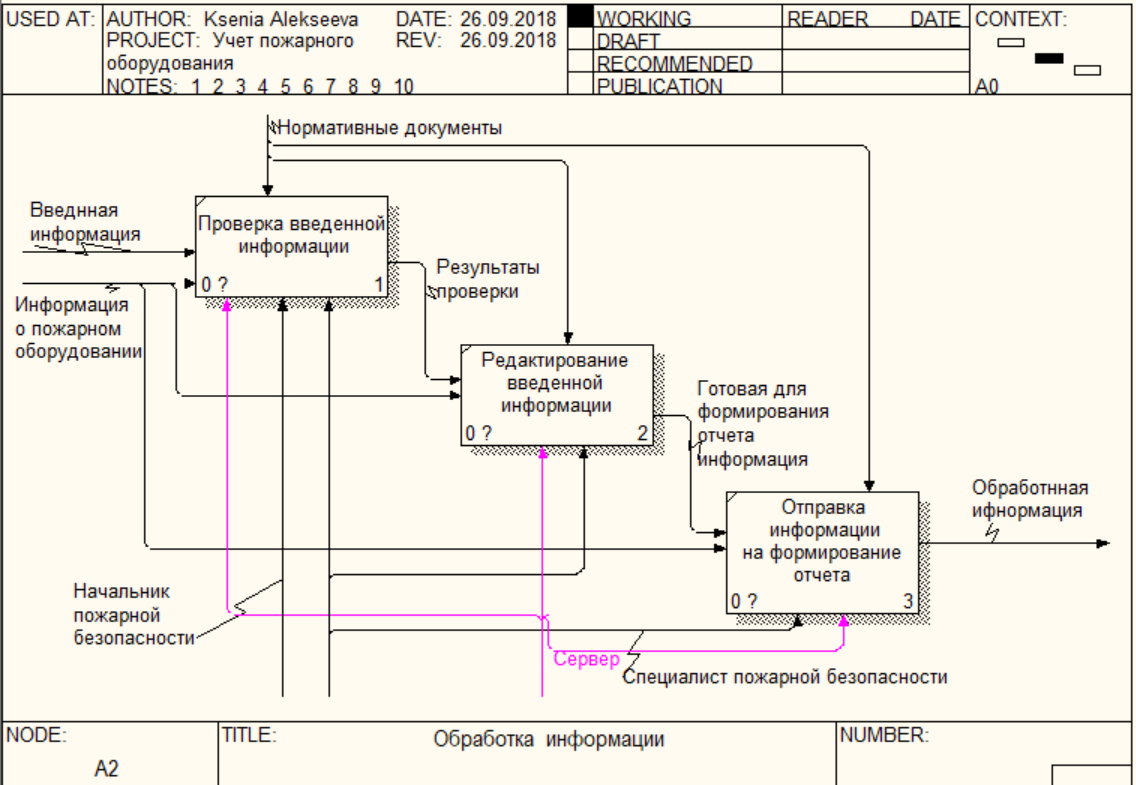 USED AT:
AUTHOR: Ksenia Alekseeva
DATE: 26.09.2018
PROJECT: Учет пожарного
оборудования
REV: 26.09.2018
NOTES: 1 2 3 4 5 6 7 8 9 10
WORKING
DRAFT
RECOMMENDED
PUBLICATION
READER DATE
CONTEXT:
A0
Нормативные документы
Введнная
информация
Проверка введенной
информации
0 ? 1
Результаты
проверки
Информация
о пожарном
оборудовании
Редактирование
введенной
информации
0 ? 2
Готовая для
формирования
отчета
информация
Отправка
информации
на формирование
отчета
0 ? 3
Обработнная
ифнормация
Начальник
пожарной
безопасности
Сервер
Специалист пожарной безопасности
NODE:
A2
TITLE:
Обработка информации
NUMBER: